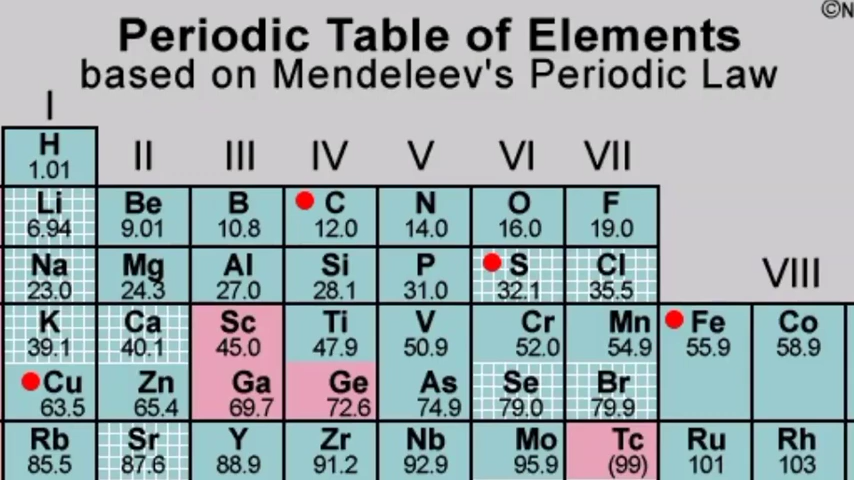 ©N
Periodic Table of Elements
based on Mendeleev's Periodic Law
I
II III IV V VI VII
H
1.01
Li Be B C N O F
6.94 9.01 10.8 12.0 14.0 16.0 19.0
VIII
Na Mg Al Si P S Cl
23.0 24.3 27.0 28.1 31.0 32.1 35.5
K Ca Sc Ti V Cr Mn Fe Co
39.1 40.1 45.0 47.9 50.9 52.0 54.9 55.9 58.9
Cu Zn Ga Ge As Se Br
63.5 65.4 69.7 72.6 74.9 79.0 79.9
Rb Sr Y Zr Nb Mo Tc Ru Rh
85.5 87.6 88.9 91.2 92.9 95.9 (99) 101 103